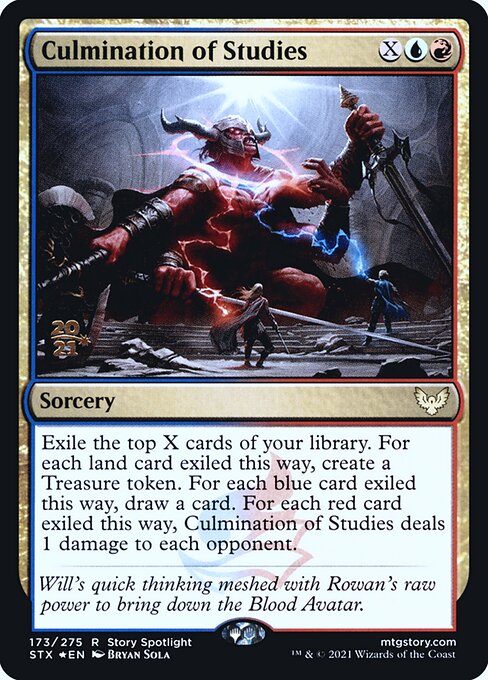 Culmination of Studies X
20
21
Sorcery
Exile the top X cards of your library. For
each land card exiled this way, create a
Treasure token. For each blue card exiled
this way, draw a card. For each red card
exiled this way, Culmination of Studies deals
1 damage to each opponent.
Will's quick thinking meshed with Rowan's raw
power to bring down the Blood Avatar.
173/275 R Story Spotlight mtgstory.com
STX ★ EN Bryan Sola ™ & © 2021 Wizards of the Coast